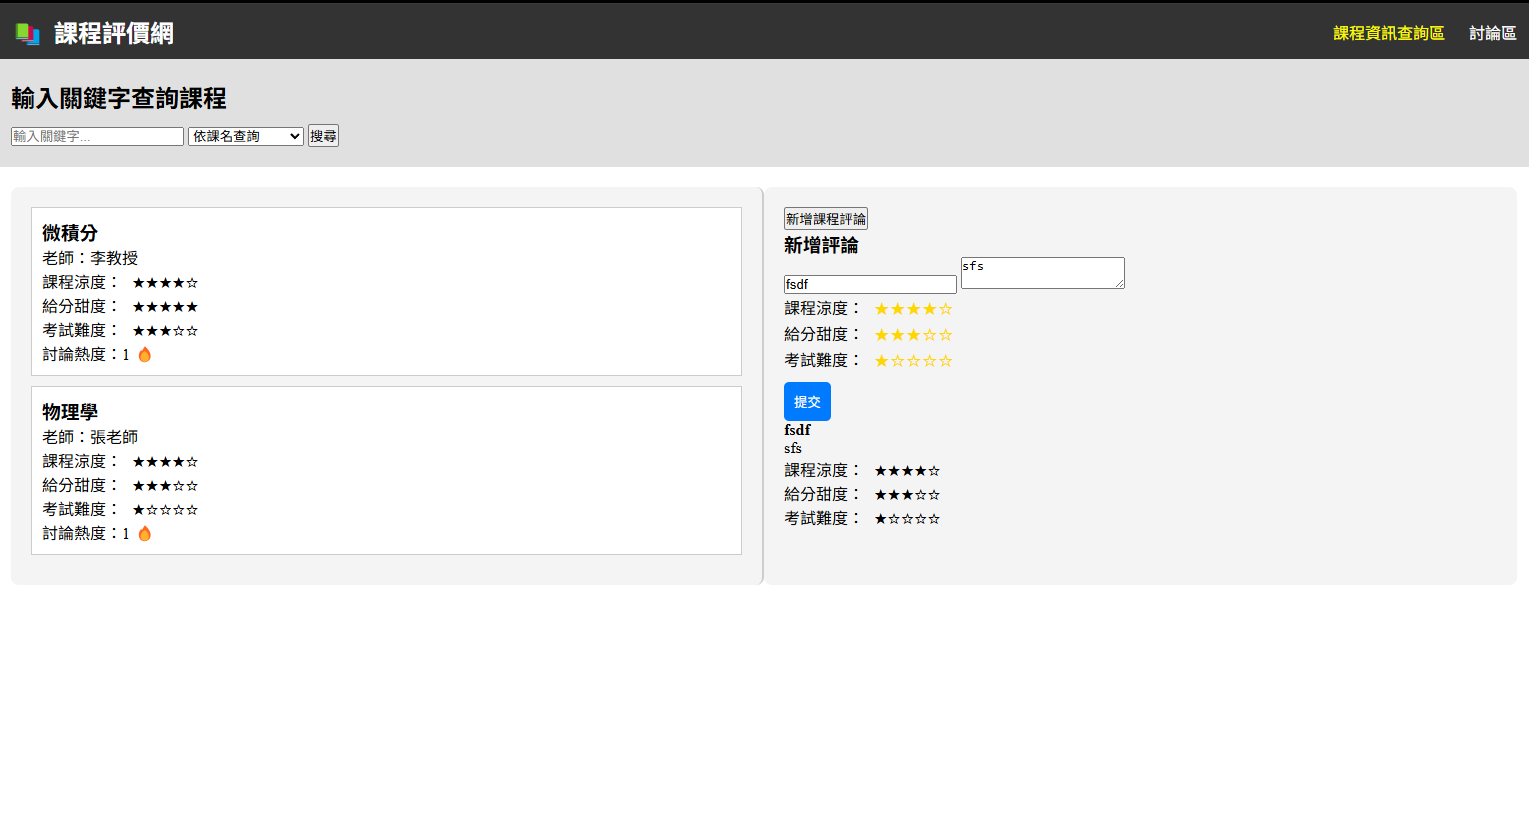 📚 課程評價網
課程資訊查詢區 討論區
輸入關鍵字查詢課程
輸入關鍵字... 依課名查詢 搜尋
微積分
老師：李教授
課程涼度： ★★★★☆
給分甜度： ★★★★★
考試難度： ★★★☆☆
討論熱度：1 🔥
物理學
老師：張老師
課程涼度： ★★★★☆
給分甜度： ★★★☆☆
考試難度： ★☆☆☆☆
討論熱度：1 🔥
新增課程評論
新增評論
fsdf sfs
課程涼度： ★★★★☆
給分甜度： ★★★☆☆
考試難度： ★☆☆☆☆
提交
fsdf
sfs
課程涼度： ★★★★☆
給分甜度： ★★★☆☆
考試難度： ★☆☆☆☆